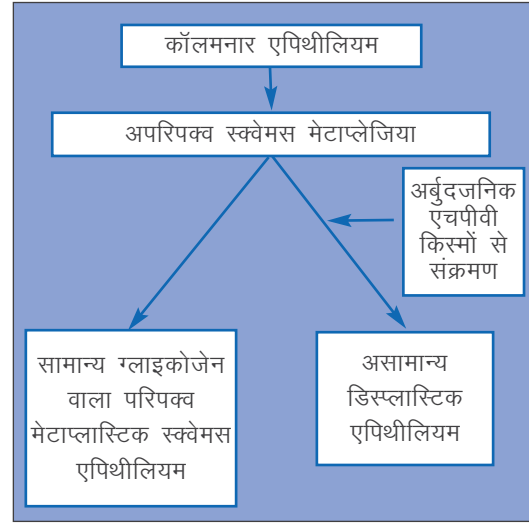 कॉलमनार एपिथीलियम
अपरिपक्व स्क्वेमस मेटाप्लेजिया
अर्बुदजनिक
एचपीवी
किस्मों से
संक्रमण
सामान्य ग्लाइकोजेन
वाला परिपक्व
मेटाप्लास्टिक स्क्वेमस
एपिथीलियम
असामान्य
डिस्प्लास्टिक
एपिथीलियम